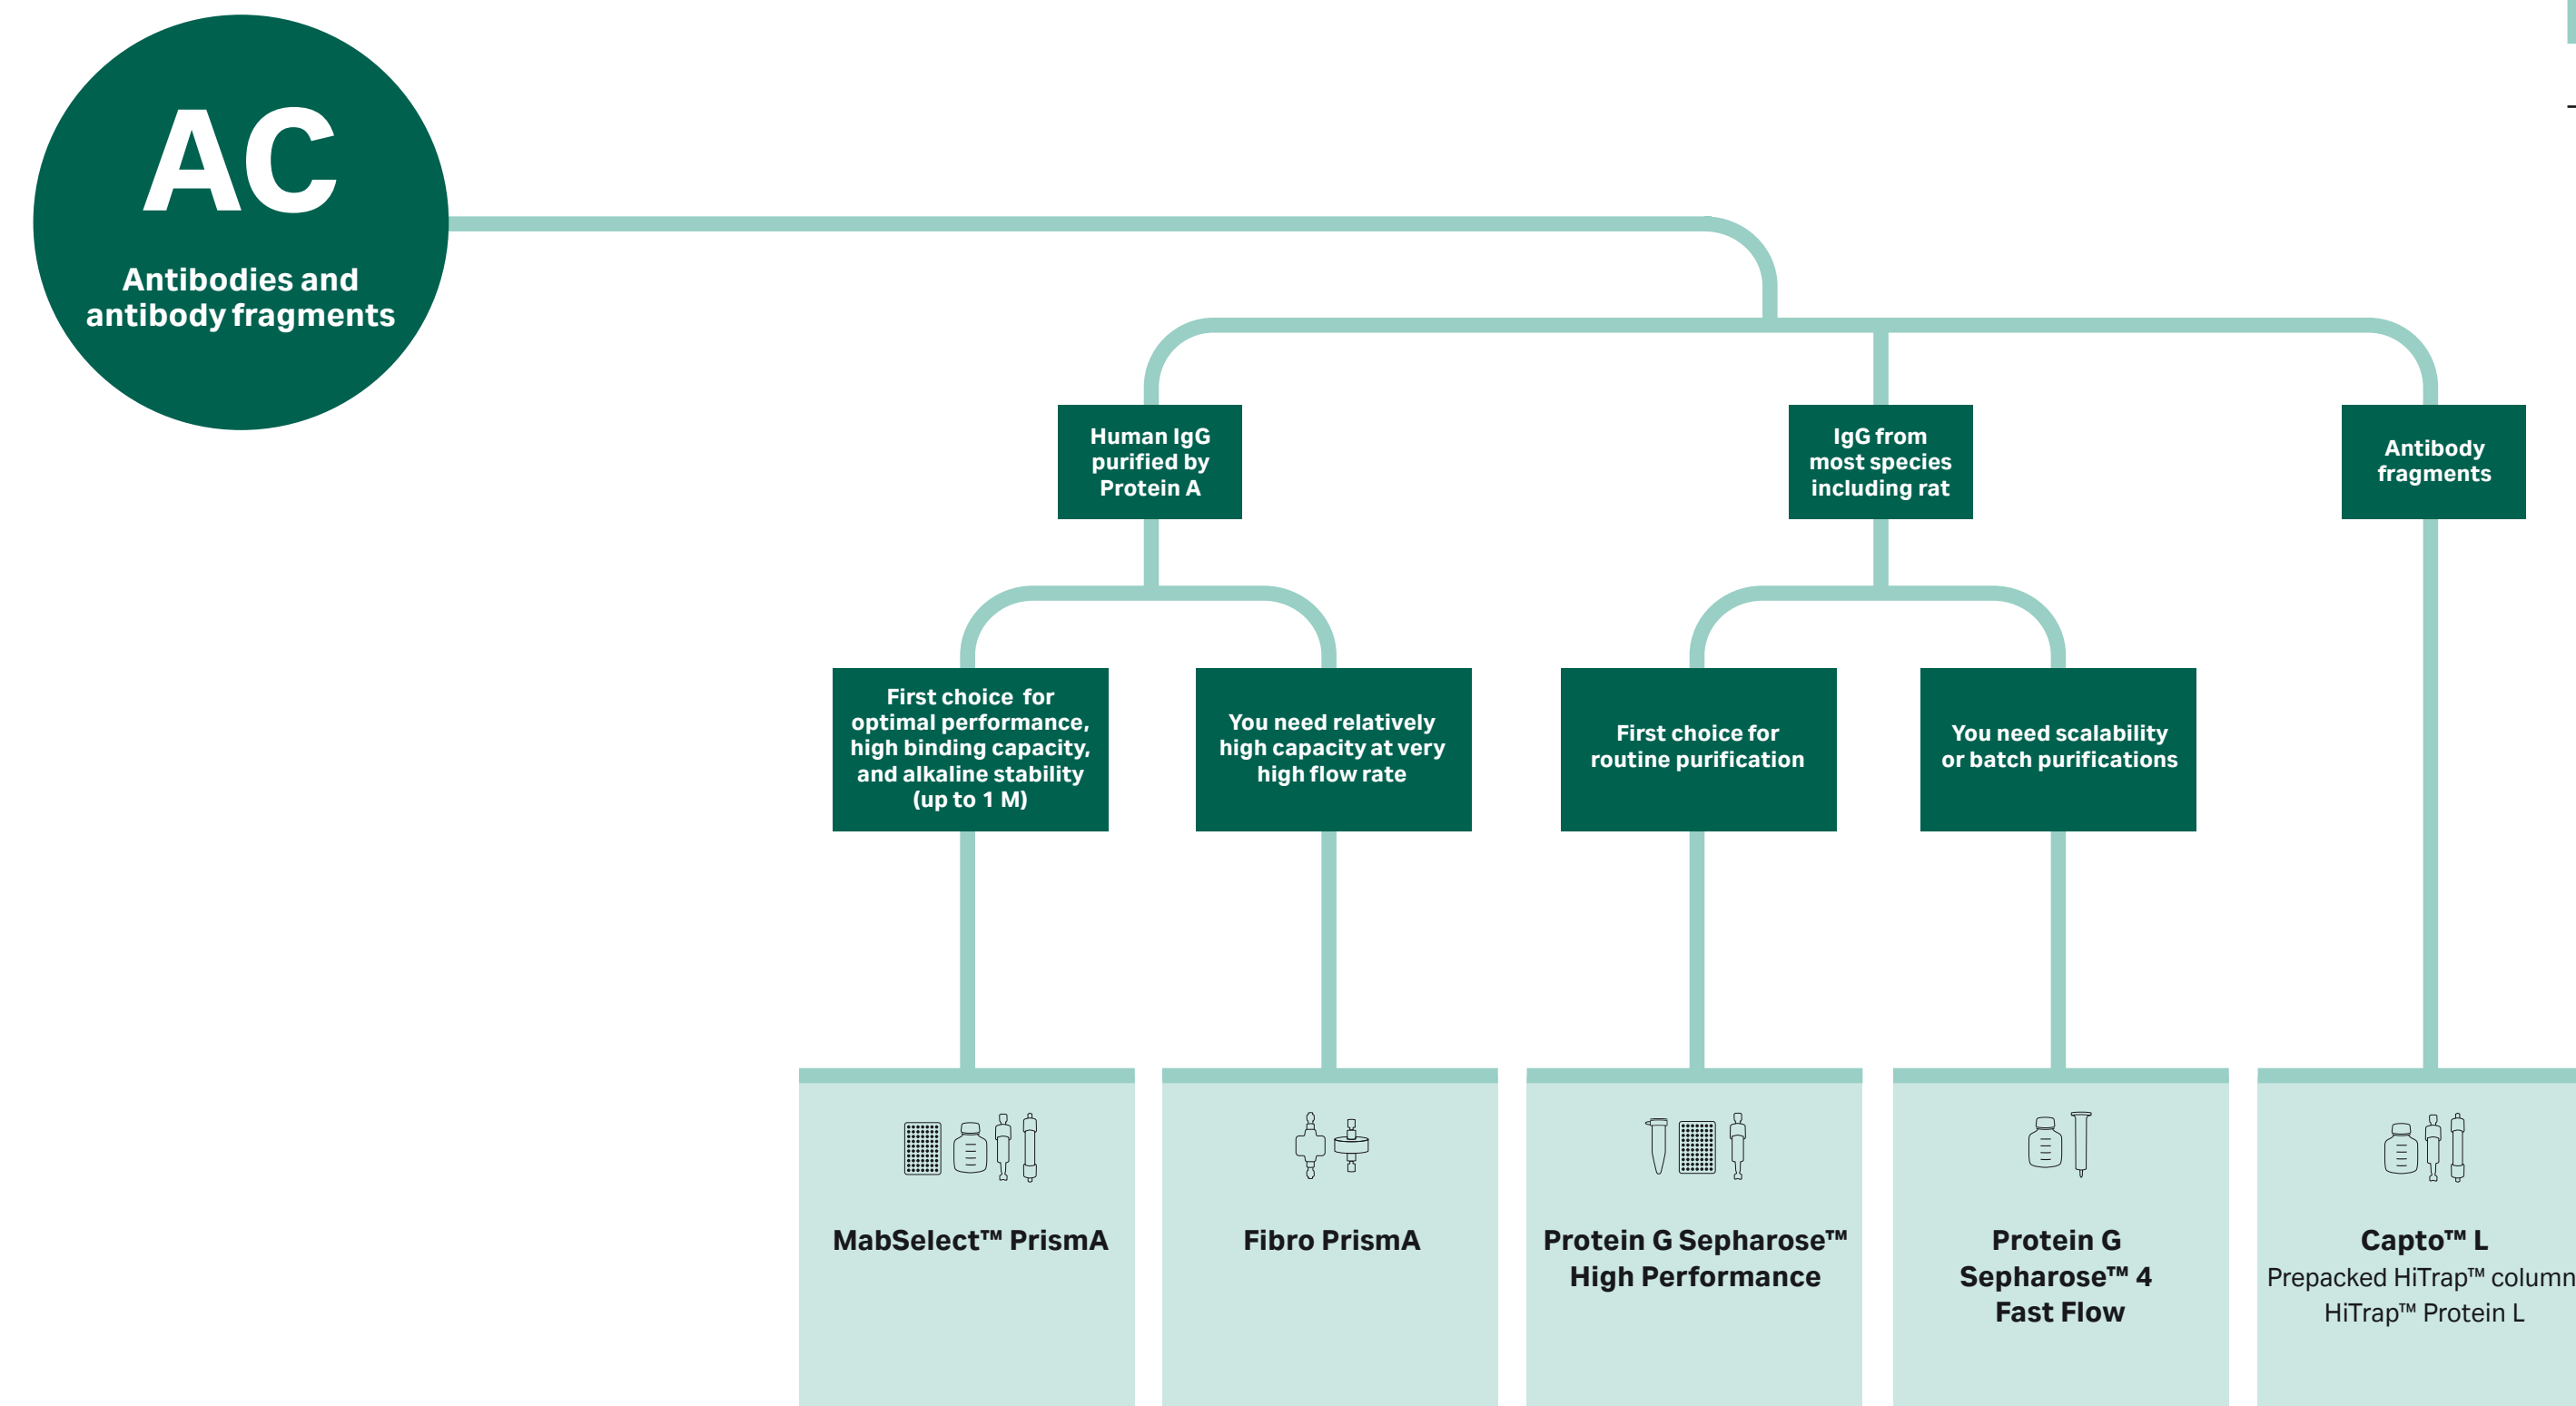 AC
Antibodies and
antibody fragments
Human IgG
purified by
Protein A
IgG from
most species
including rat
Antibody
fragments
First choice for
optimal performance,
high binding capacity,
and alkaline stability
(up to 1 M)
You need relatively
high capacity at very
high flow rate
First choice for
routine purification
You need scalability
or batch purifications
MabSelect™ PrismA
Fibro PrismA
Protein G Sepharose™
High Performance
Protein G
Sepharose™ 4
Fast Flow
Capto™ L
Prepacked HiTrap™ column
HiTrap™ Protein L